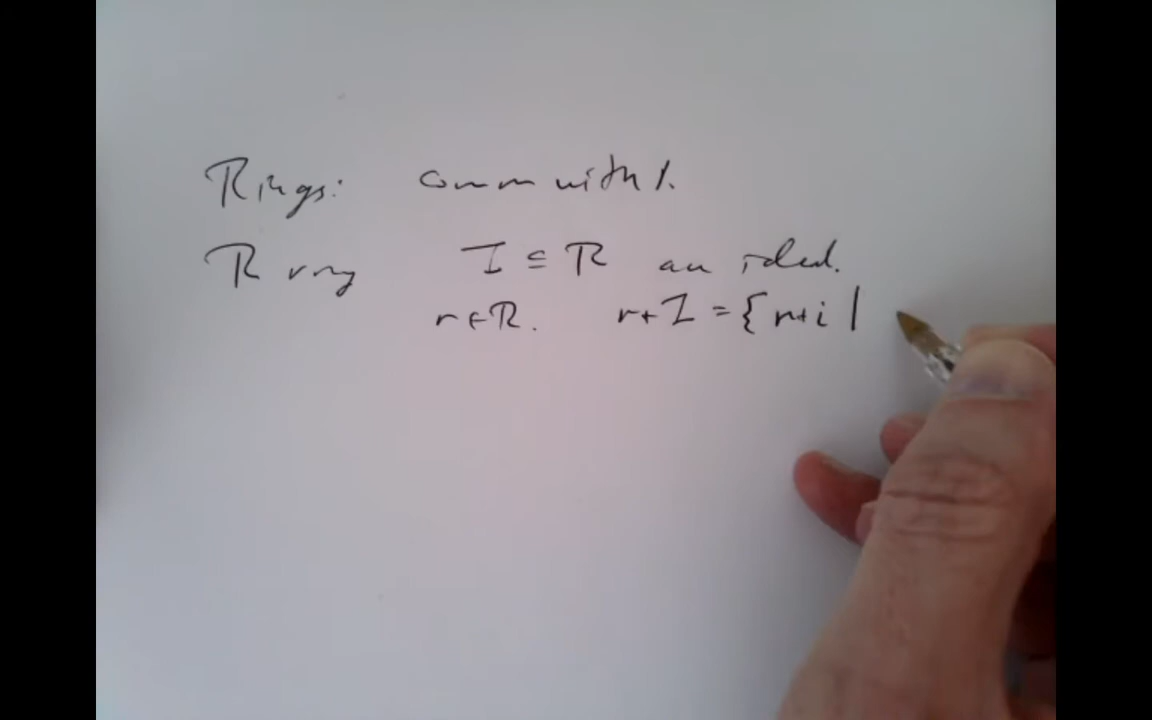 Rings: comm with 1.
R ring I ⊆ R an ideal.
r ∈ R. r+I = { r+i |